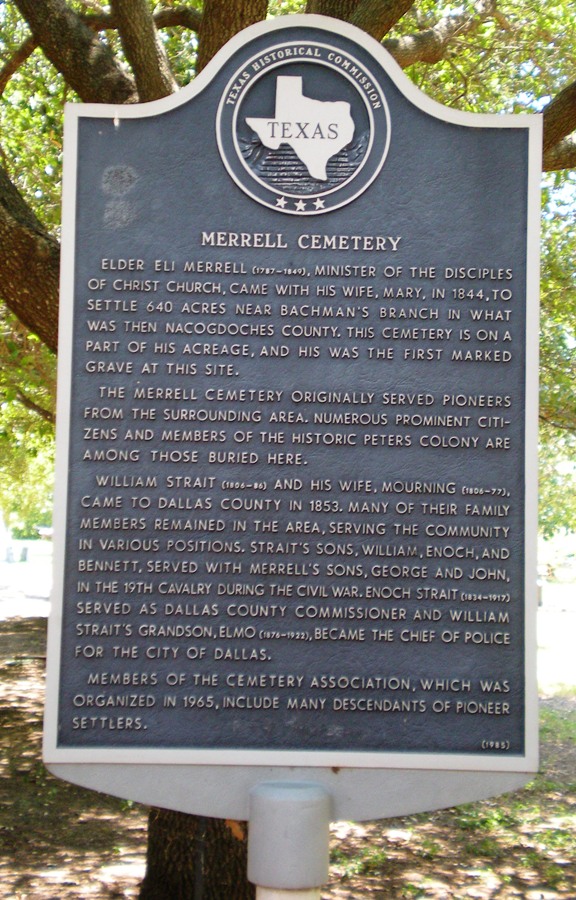 TEXAS HISTORICAL COMMISSION
TEXAS
MERRELL CEMETERY
ELDER ELI MERRELL (1787-1849), MINISTER OF THE DISCIPLES
OF CHRIST CHURCH, CAME WITH HIS WIFE, MARY, IN 1844, TO
SETTLE 640 ACRES NEAR BACHMAN'S BRANCH IN WHAT
WAS THEN NACOGDOCHES COUNTY. THIS CEMETERY IS ON A
PART OF HIS ACREAGE, AND HIS WAS THE FIRST MARKED
GRAVE AT THIS SITE.
THE MERRELL CEMETERY ORIGINALLY SERVED PIONEERS
FROM THE SURROUNDING AREA. NUMEROUS PROMINENT CITI-
ZENS AND MEMBERS OF THE HISTORIC PETERS COLONY ARE
AMONG THOSE BURIED HERE.
WILLIAM STRAIT (1806-86) AND HIS WIFE, MOURNING (1806-77),
CAME TO DALLAS COUNTY IN 1853. MANY OF THEIR FAMILY
MEMBERS REMAINED IN THE AREA, SERVING THE COMMUNITY
IN VARIOUS POSITIONS. STRAIT'S SONS, WILLIAM, ENOCH, AND
BENNETT, SERVED WITH MERRELL'S SONS, GEORGE AND JOHN,
IN THE 19TH CAVALRY DURING THE CIVIL WAR. ENOCH STRAIT (1834-1917)
SERVED AS DALLAS COUNTY COMMISSIONER AND WILLIAM
STRAIT'S GRANDSON, ELMO (1876-1922), BECAME THE CHIEF OF POLICE
FOR THE CITY OF DALLAS.
MEMBERS OF THE CEMETERY ASSOCIATION, WHICH WAS
ORGANIZED IN 1965, INCLUDE MANY DESCENDANTS OF PIONEER
SETTLERS.
(1985)